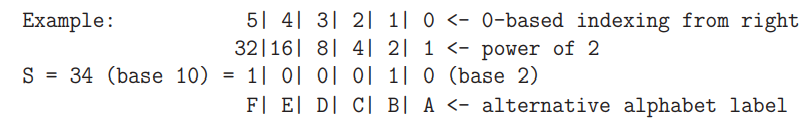 Example: 5| 4| 3| 2| 1| 0 <- 0-based indexing from right
32|16| 8| 4| 2| 1 <- power of 2
S = 34 (base 10) = 1| 0| 0| 0| 1| 0 (base 2)
F| E| D| C| B| A <- alternative alphabet label